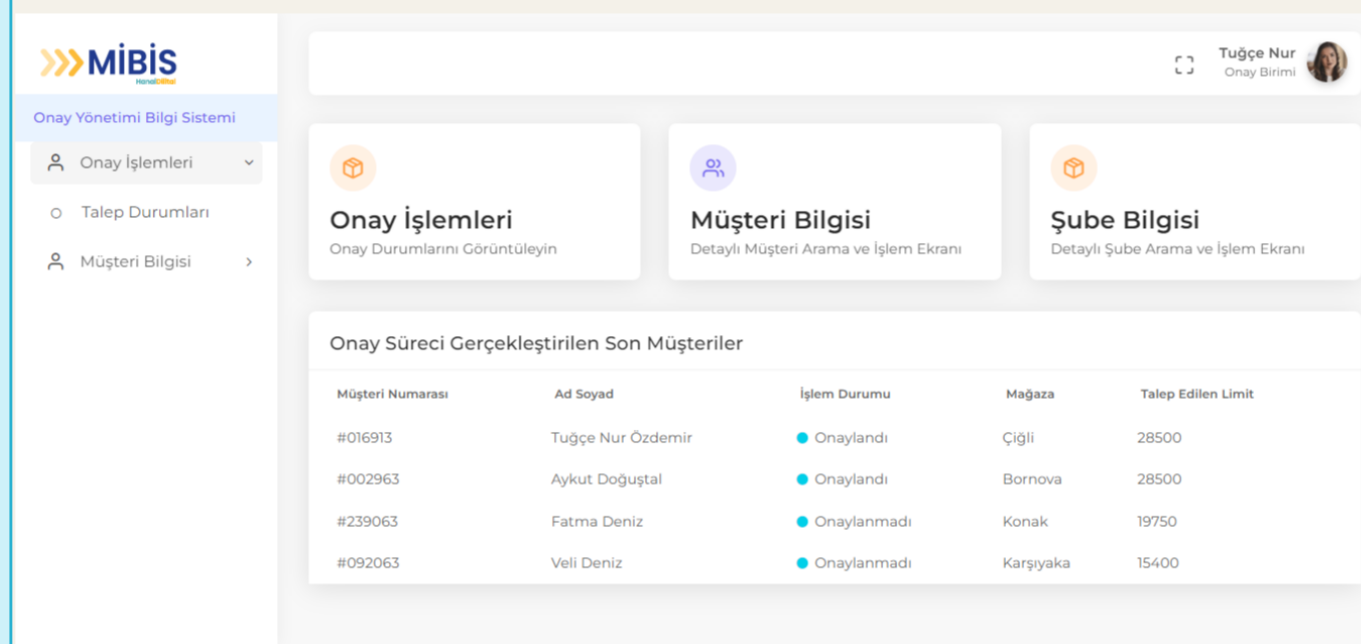 MİBİS
HanelDijital
Tuğçe Nur
Onay Birimi
Onay Yönetimi Bilgi Sistemi
Onay İşlemleri
Talep Durumları
Müşteri Bilgisi
Onay İşlemleri
Onay Durumlarını Görüntüleyin
Müşteri Bilgisi
Detaylı Müşteri Arama ve İşlem Ekranı
Şube Bilgisi
Detaylı Şube Arama ve İşlem Ekranı
Onay Süreci Gerçekleştirilen Son Müşteriler
Müşteri Numarası Ad Soyad İşlem Durumu Mağaza Talep Edilen Limit
#016913 Tuğçe Nur Özdemir Onaylandı Çiğli 28500
#002963 Aykut Doğuştal Onaylandı Bornova 28500
#239063 Fatma Deniz Onaylanmadı Konak 19750
#092063 Veli Deniz Onaylanmadı Karşıyaka 15400